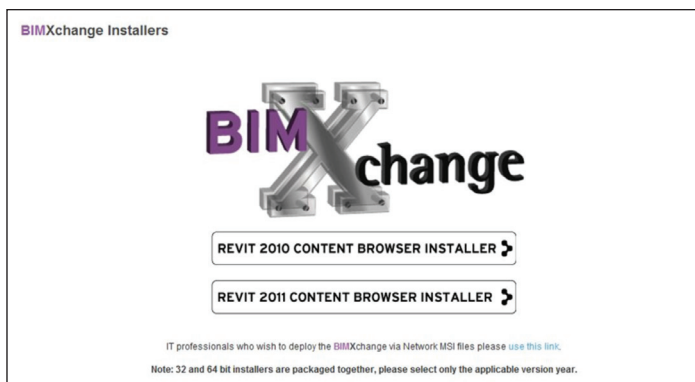 BIMXchange Installers
BIMXchange
REVIT 2010 CONTENT BROWSER INSTALLER
REVIT 2011 CONTENT BROWSER INSTALLER
IT professionals who wish to deploy the BIMXchange via Network MSI files please use this link.
Note: 32 and 64 bit installers are packaged together, please select only the applicable version year.